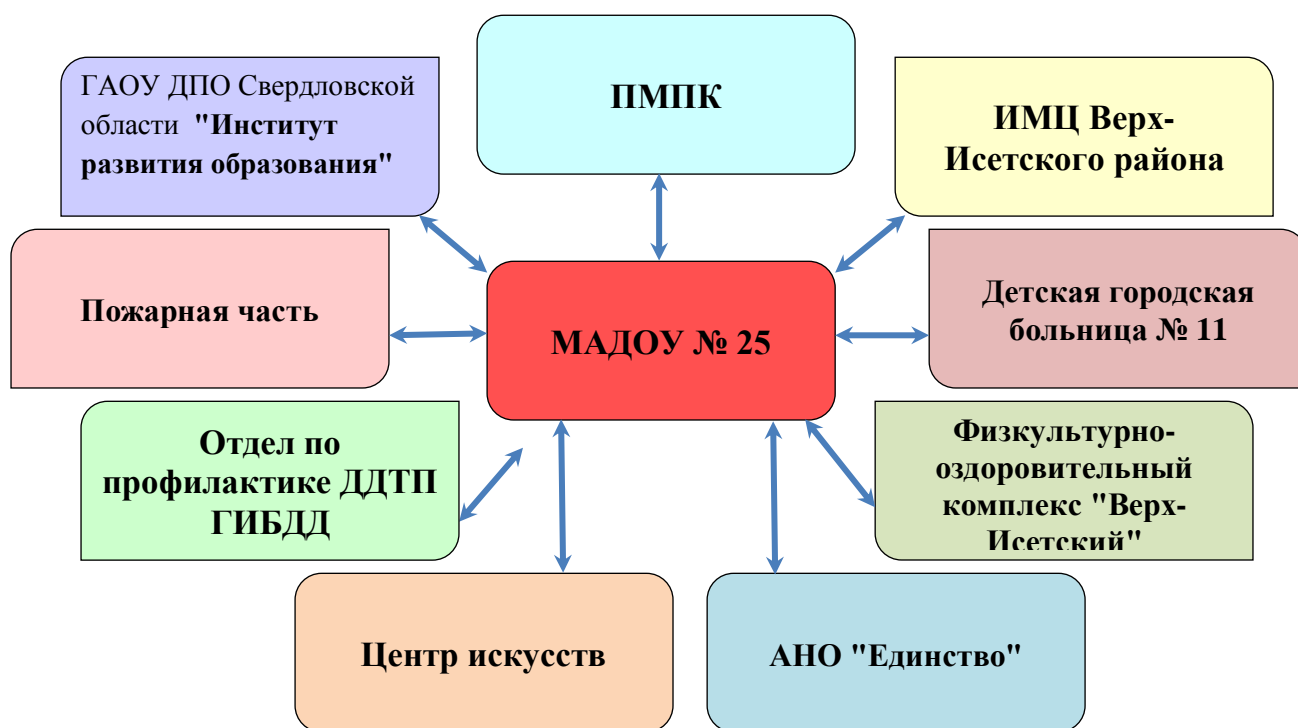 ПМПК
ГАОУ ДПО Свердловской
области "Институт
развития образования"
ИМЦ Верх-
Исетского района
Пожарная часть
МАДОУ № 25
Детская городская
больница № 11
Отдел по
профилактике ДДТП
ГИБДД
Физкультурно-
оздоровительный
комплекс "Верх-
Исетский"
Центр искусств
АНО "Единство"